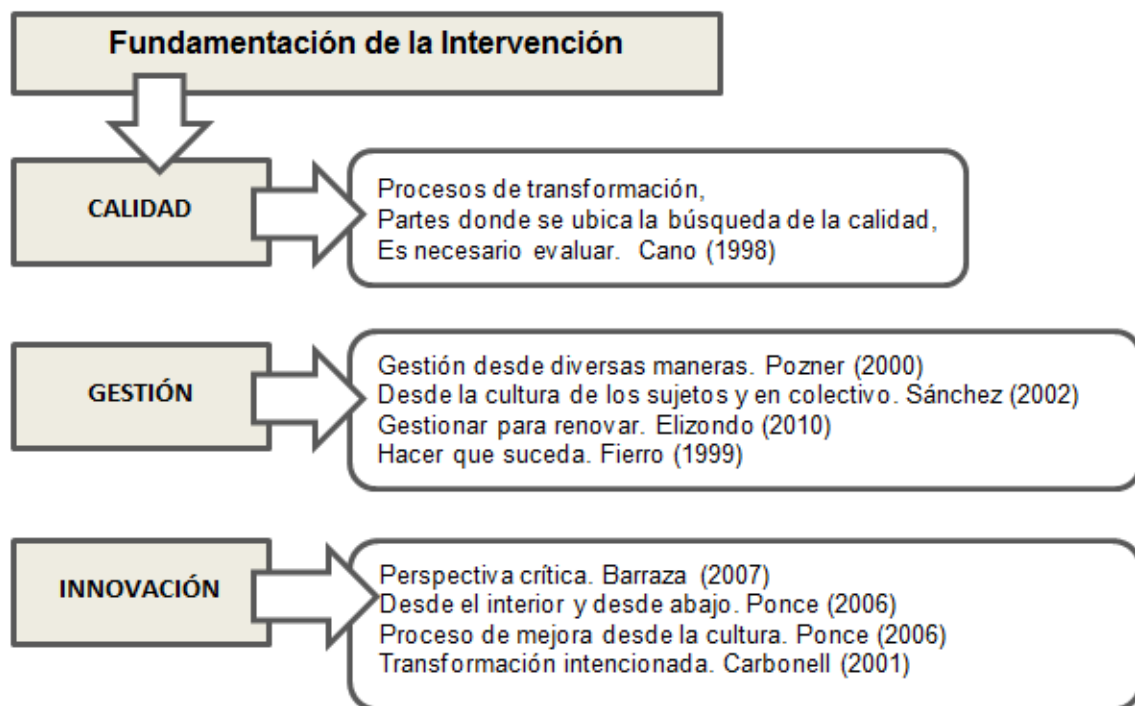 Fundamentación de la Intervención
CALIDAD
Procesos de transformación,
Partes donde se ubica la búsqueda de la calidad,
Es necesario evaluar. Cano (1998)
GESTIÓN
Gestión desde diversas maneras. Pozner (2000)
Desde la cultura de los sujetos y en colectivo. Sánchez (2002)
Gestionar para renovar. Elizondo (2010)
Hacer que suceda. Fierro (1999)
INNOVACIÓN
Perspectiva crítica. Barraza (2007)
Desde el interior y desde abajo. Ponce (2006)
Proceso de mejora desde la cultura. Ponce (2006)
Transformación intencionada. Carbonell (2001)